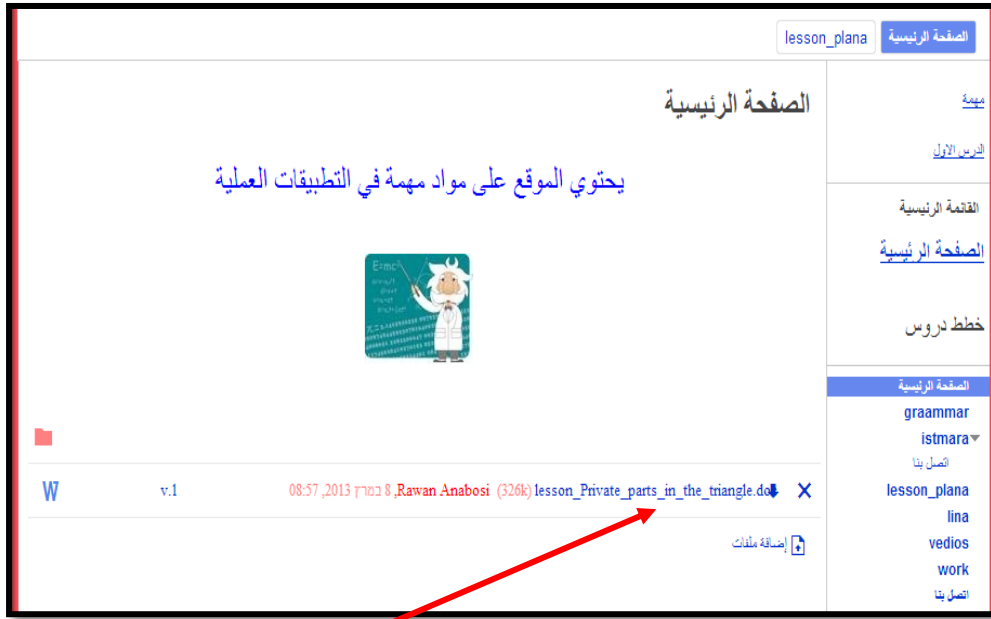 الصفحة الرئيسية
lesson_plana
مهمة
الدرس الاول
القائمة الرئيسية
الصفحة الرئيسية
خطط دروس
الصفحة الرئيسية
graammar
istmara
اتصل بنا
lesson_plana
lina
vedios
work
اتصل بنا
الصفحة الرئيسية
يحتوي الموقع على مواد مهمة في التطبيقات العملية
E=mc²
lesson_Private_parts_in_the_triangle.doc (326k) Rawan Anabosi, 8 במרץ 2013, 08:57 v.1 W
إضافة ملفات